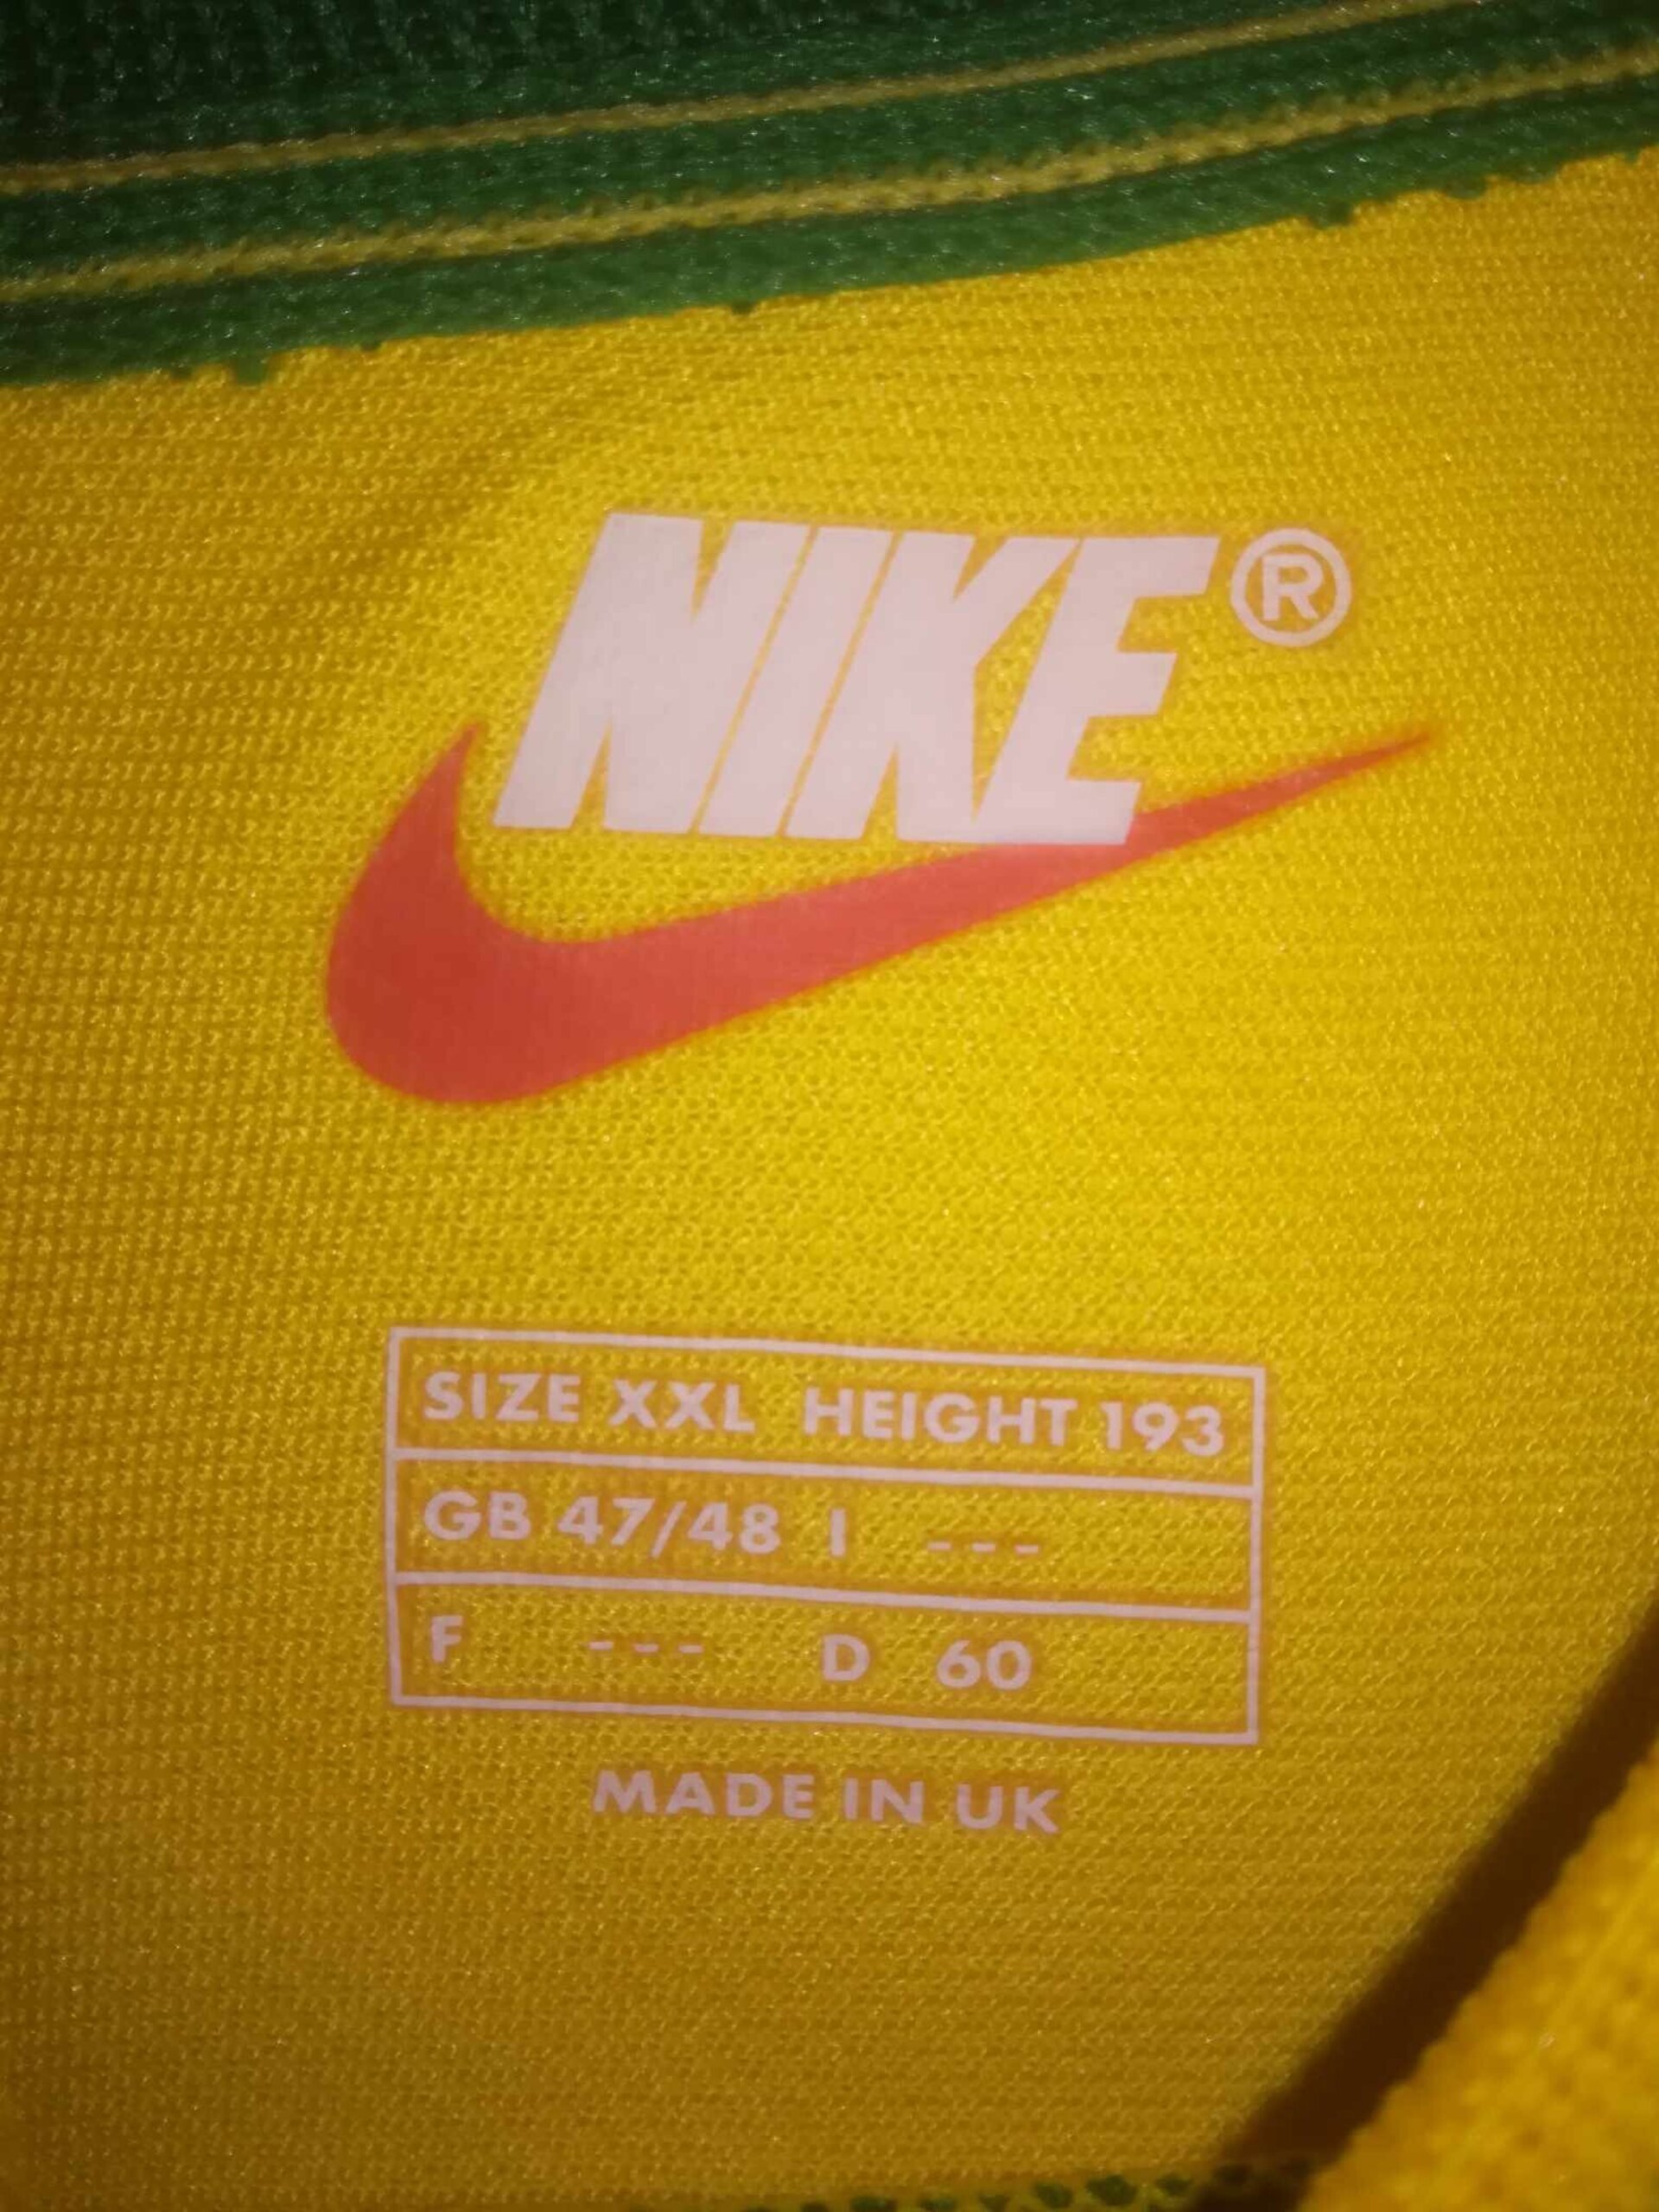 NIKE®
SIZE XXL HEIGHT 193
GB 47/48 I ---
F --- D 60
MADE IN UK